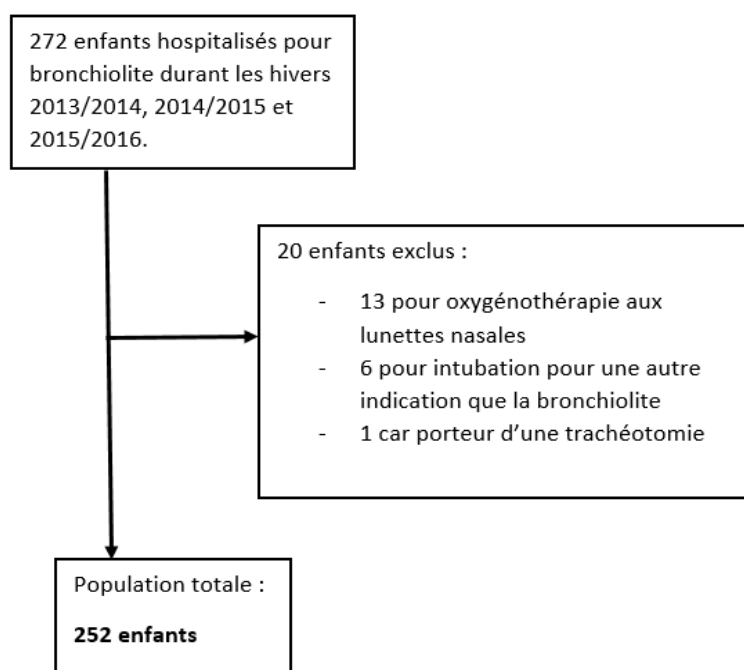 272 enfants hospitalisés pour
bronchiolite durant les hivers
2013/2014, 2014/2015 et
2015/2016.
20 enfants exclus :
- 13 pour oxygénothérapie aux
lunettes nasales
- 6 pour intubation pour une autre
indication que la bronchiolite
- 1 car porteur d’une trachéotomie
Population totale :
252 enfants